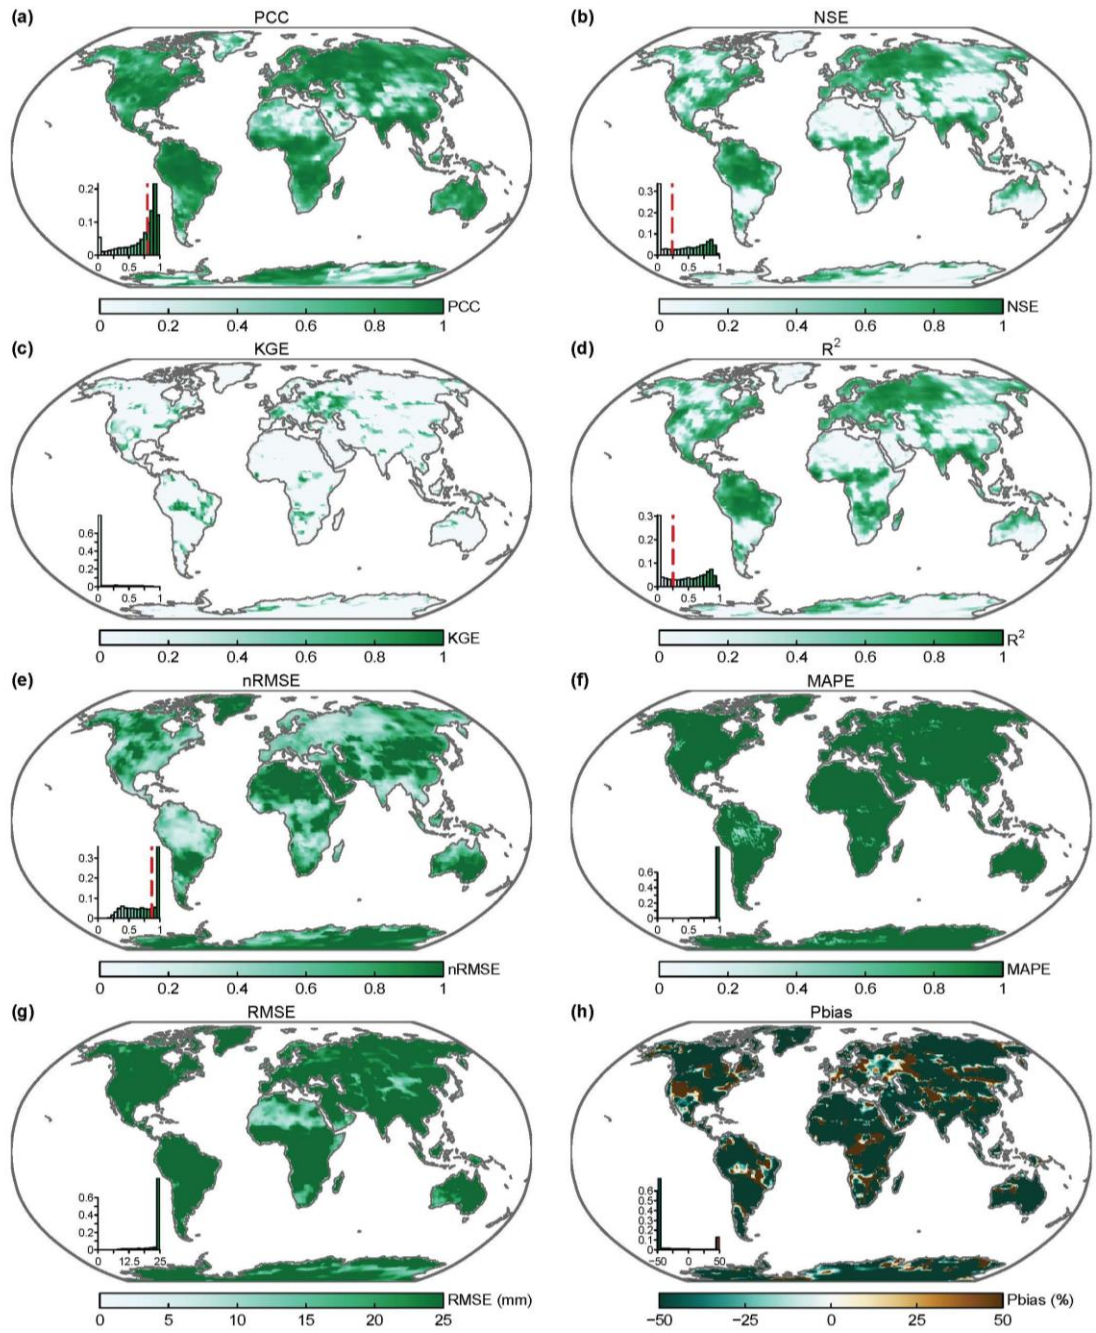 (a) PCC
0.2
0.1
0
0 0.5 1
PCC
0 0.2 0.4 0.6 0.8 1
(b) NSE
0.3
0.2
0.1
0
0 0.5 1
NSE
0 0.2 0.4 0.6 0.8 1
(c) KGE
0.6
0.4
0.2
0
0 0.5 1
KGE
0 0.2 0.4 0.6 0.8 1
(d) R²
0.3
0.2
0.1
0
0 0.5 1
R²
0 0.2 0.4 0.6 0.8 1
(e) nRMSE
0.3
0.2
0.1
0
0 0.5 1
nRMSE
0 0.2 0.4 0.6 0.8 1
(f) MAPE
0.6
0.4
0.2
0
0 0.5 1
MAPE
0 0.2 0.4 0.6 0.8 1
(g) RMSE
0.6
0.4
0.2
0
0 12.5 25
RMSE (mm)
0 5 10 15 20 25
(h) Pbias
0.6
0.5
0.4
0.3
0.2
0.1
0
−50 0 50
Pbias (%)
−50 −25 0 25 50